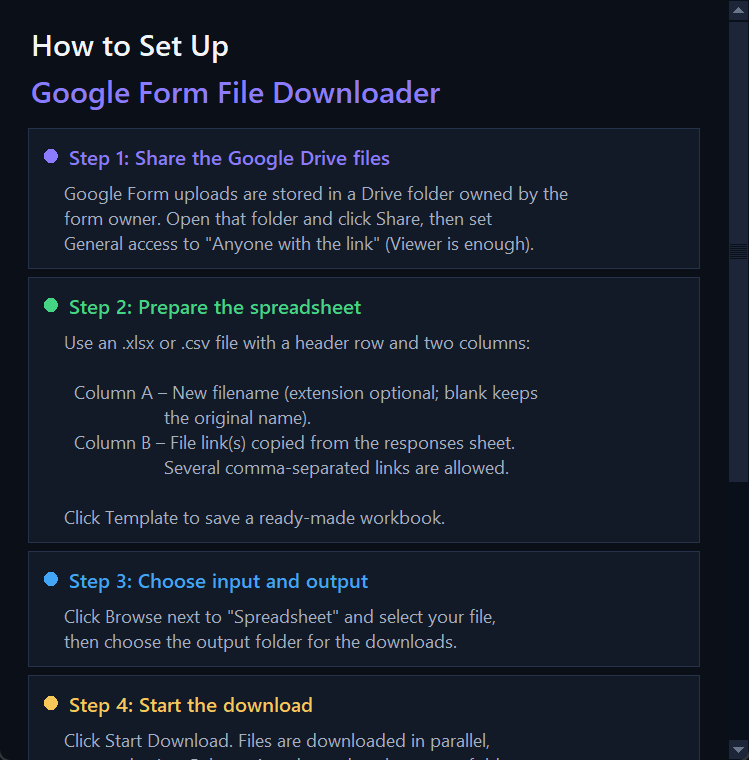 How to Set Up
Google Form File Downloader
Step 1: Share the Google Drive files
Google Form uploads are stored in a Drive folder owned by the
form owner. Open that folder and click Share, then set
General access to "Anyone with the link" (Viewer is enough).
Step 2: Prepare the spreadsheet
Use an .xlsx or .csv file with a header row and two columns:
Column A – New filename (extension optional; blank keeps
the original name).
Column B – File link(s) copied from the responses sheet.
Several comma-separated links are allowed.
Click Template to save a ready-made workbook.
Step 3: Choose input and output
Click Browse next to "Spreadsheet" and select your file,
then choose the output folder for the downloads.
Step 4: Start the download
Click Start Download. Files are downloaded in parallel,